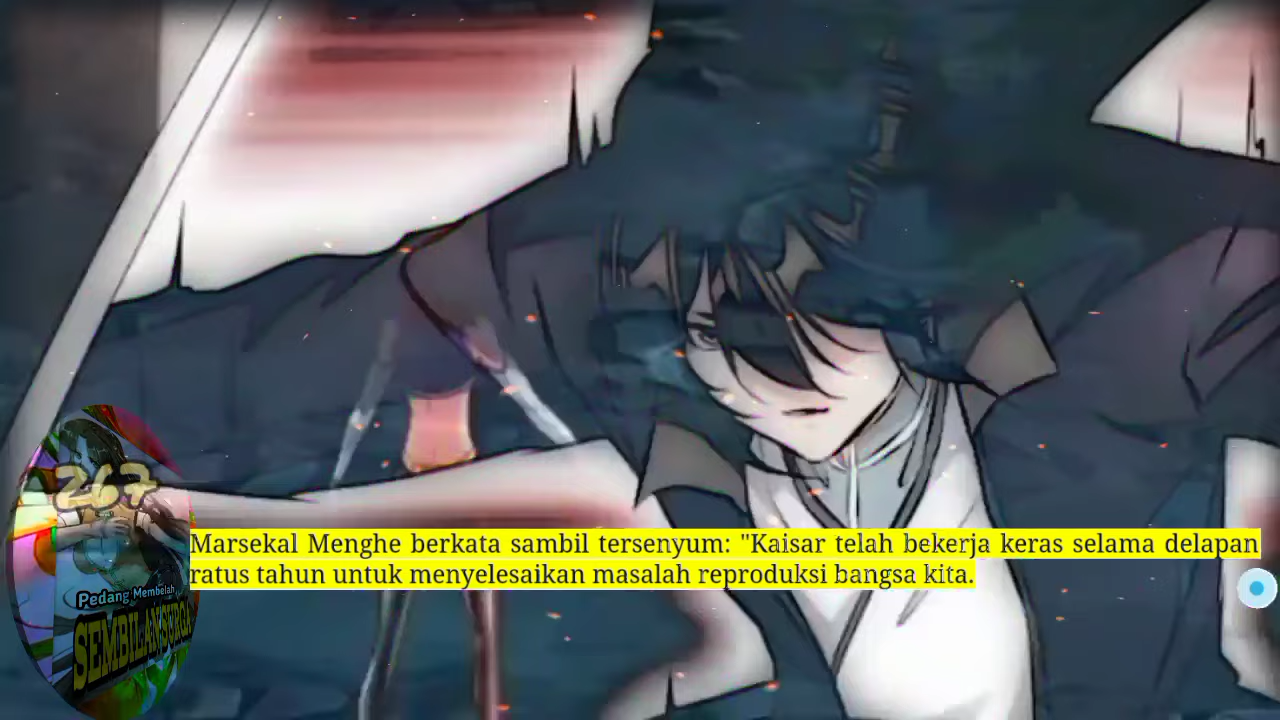 267
Marsekal Menghe berkata sambil tersenyum: "Kaisar telah bekerja keras selama delapan
ratus tahun untuk menyelesaikan masalah reproduksi bangsa kita.
Pedang Membelah
SEMBILAN SURGA